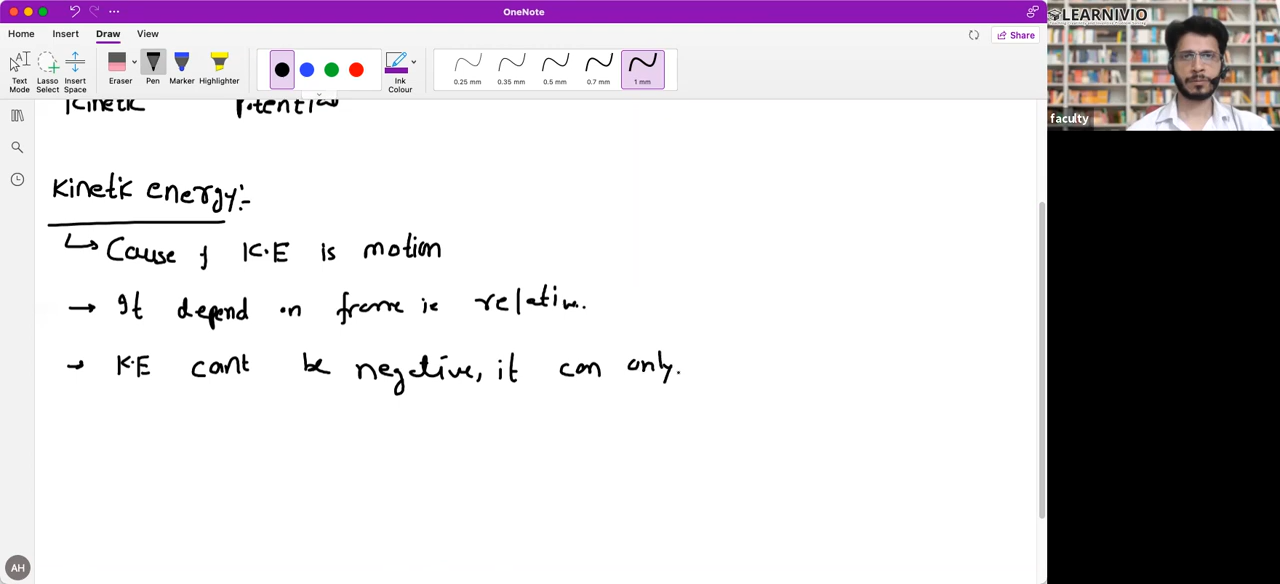 OneNote
LEARNIVIO
Home Insert Draw View
Share
Text Mode
Lasso Select
Insert Space
Eraser
Pen
Marker
Highlighter
Ink Colour
0.25 mm
0.35 mm
0.5 mm
0.7 mm
1 mm
faculty
Kinetic Potential
Kinetic energy:-
Cause of K.E is motion
→ It depend on frame ie relative.
→ K.E cant be negative, it can only.
AH